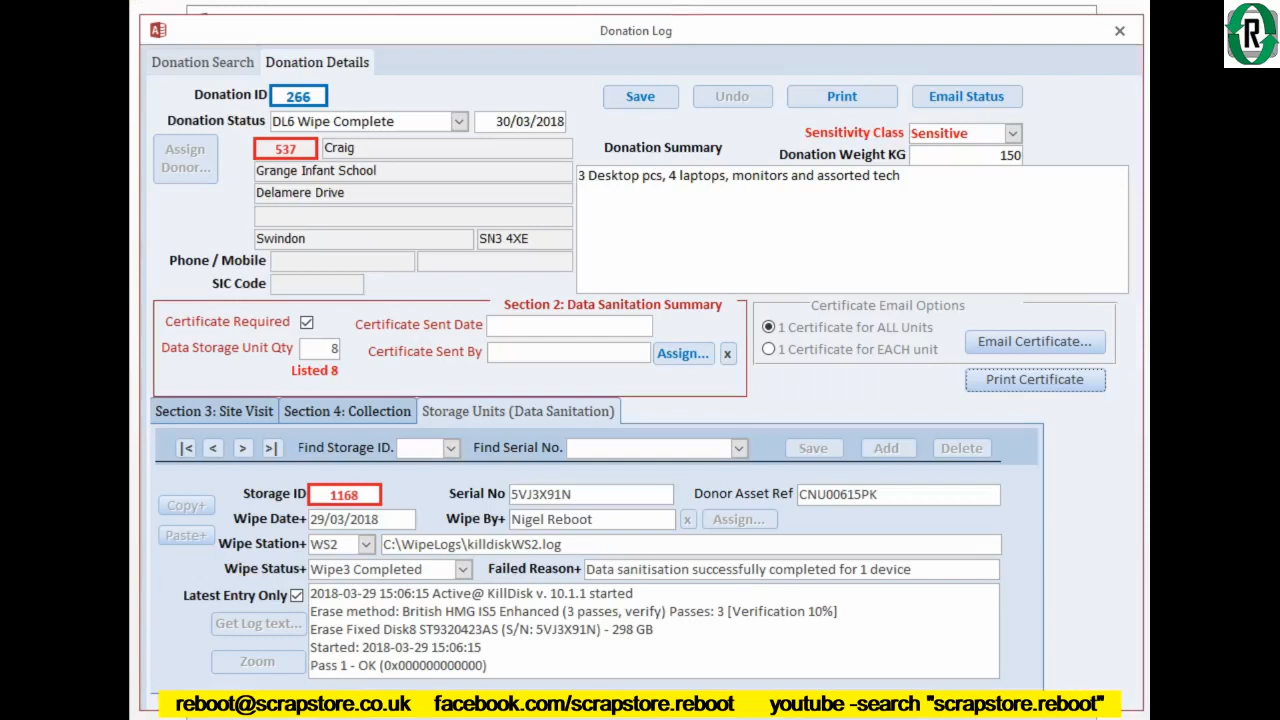 Donation Log
R
Donation Search Donation Details
Donation ID 266 Save Undo Print Email Status
Donation Status DL6 Wipe Complete 30/03/2018
Sensitivity Class Sensitive
Assign Donor... 537 Craig Donation Summary
Donation Weight KG 150
Grange Infant School
3 Desktop pcs, 4 laptops, monitors and assorted tech
Delamere Drive
Swindon SN3 4XE
Phone / Mobile
SIC Code
Section 2: Data Sanitation Summary
Certificate Email Options
Certificate Required Certificate Sent Date
1 Certificate for ALL Units
Email Certificate...
Data Storage Unit Qty 8 Certificate Sent By Assign... x
1 Certificate for EACH unit
Listed 8
Print Certificate
Section 3: Site Visit Section 4: Collection Storage Units (Data Sanitation)
|< < > >| Find Storage ID. Find Serial No. Save Add Delete
Storage ID 1168 Serial No 5VJ3X91N Donor Asset Ref CNU00615PK
Copy+
Wipe Date+ 29/03/2018 Wipe By+ Nigel Reboot x Assign...
Paste+
Wipe Station+ WS2 C:\WipeLogs\killdiskWS2.log
Wipe Status+ Wipe3 Completed Failed Reason+ Data sanitisation successfully completed for 1 device
Latest Entry Only 2018-03-29 15:06:15 Active@ KillDisk v. 10.1.1 started
Erase method: British HMG IS5 Enhanced (3 passes, verify) Passes: 3 [Verification 10%]
Get Log text... Erase Fixed Disk8 ST9320423AS (S/N: 5VJ3X91N) - 298 GB
Started: 2018-03-29 15:06:15
Zoom Pass 1 - OK (0x000000000000)
reboot@scrapstore.co.uk facebook.com/scrapstore.reboot youtube -search "scrapstore.reboot"